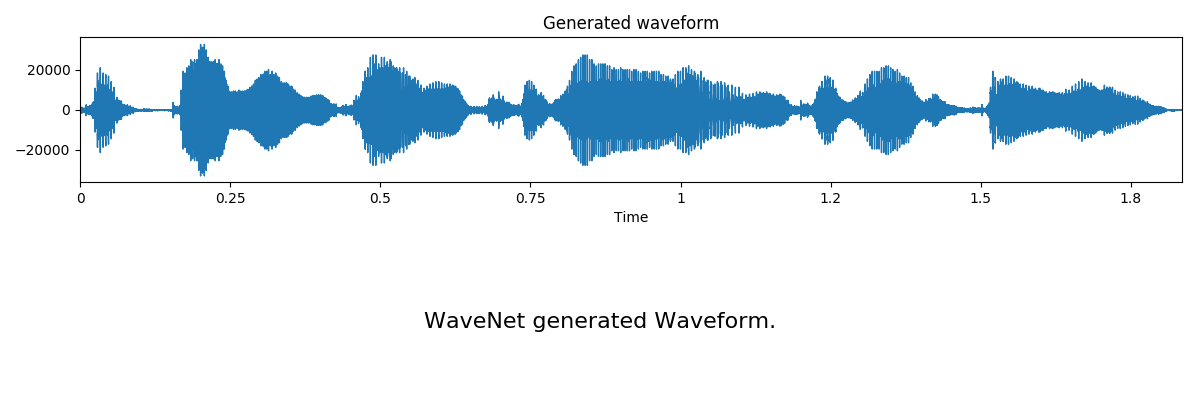 Generated waveform
20000
0
−20000
0 0.25 0.5 0.75 1 1.2 1.5 1.8
Time
WaveNet generated Waveform.